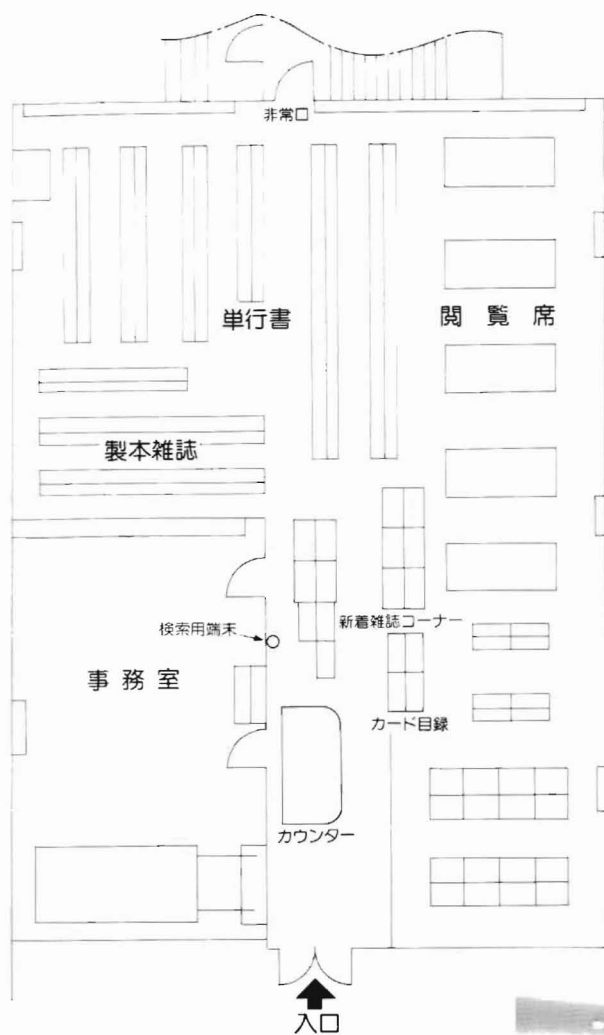 非常口
単行書
閲覧席
製本雑誌
新着雑誌コーナー
検索用端末
事務室
カード目録
カウンター
入口